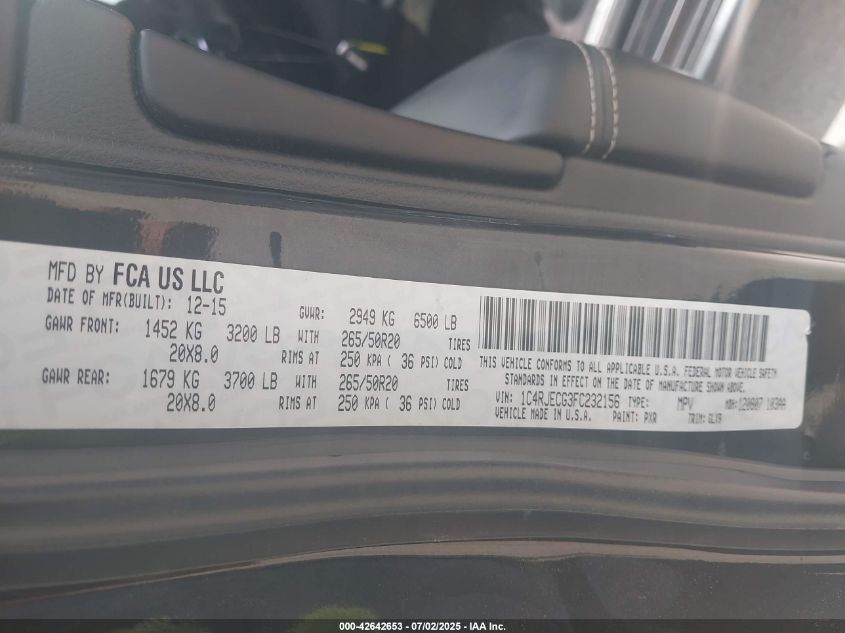 MFD BY FCA US LLC
DATE OF MFR(BUILT): 12-15
GVWR: 2949 KG 6500 LB
GAWR FRONT: 1452 KG 3200 LB WITH 265/50R20 TIRES
20X8.0 RIMS AT 250 KPA ( 36 PSI) COLD
GAWR REAR: 1679 KG 3700 LB WITH 265/50R20 TIRES
20X8.0 RIMS AT 250 KPA ( 36 PSI) COLD
THIS VEHICLE CONFORMS TO ALL APPLICABLE U.S.A. FEDERAL MOTOR VEHICLE SAFETY
STANDARDS IN EFFECT ON THE DATE OF MANUFACTURE SHOWN ABOVE.
VIN: 1C4RJECG3FC232156 TYPE: MPV MDH: 120807 103AA
VEHICLE MADE IN U.S.A. PAINT: PXR TRIM:
000-42642653 - 07/02/2025 - IAA Inc.